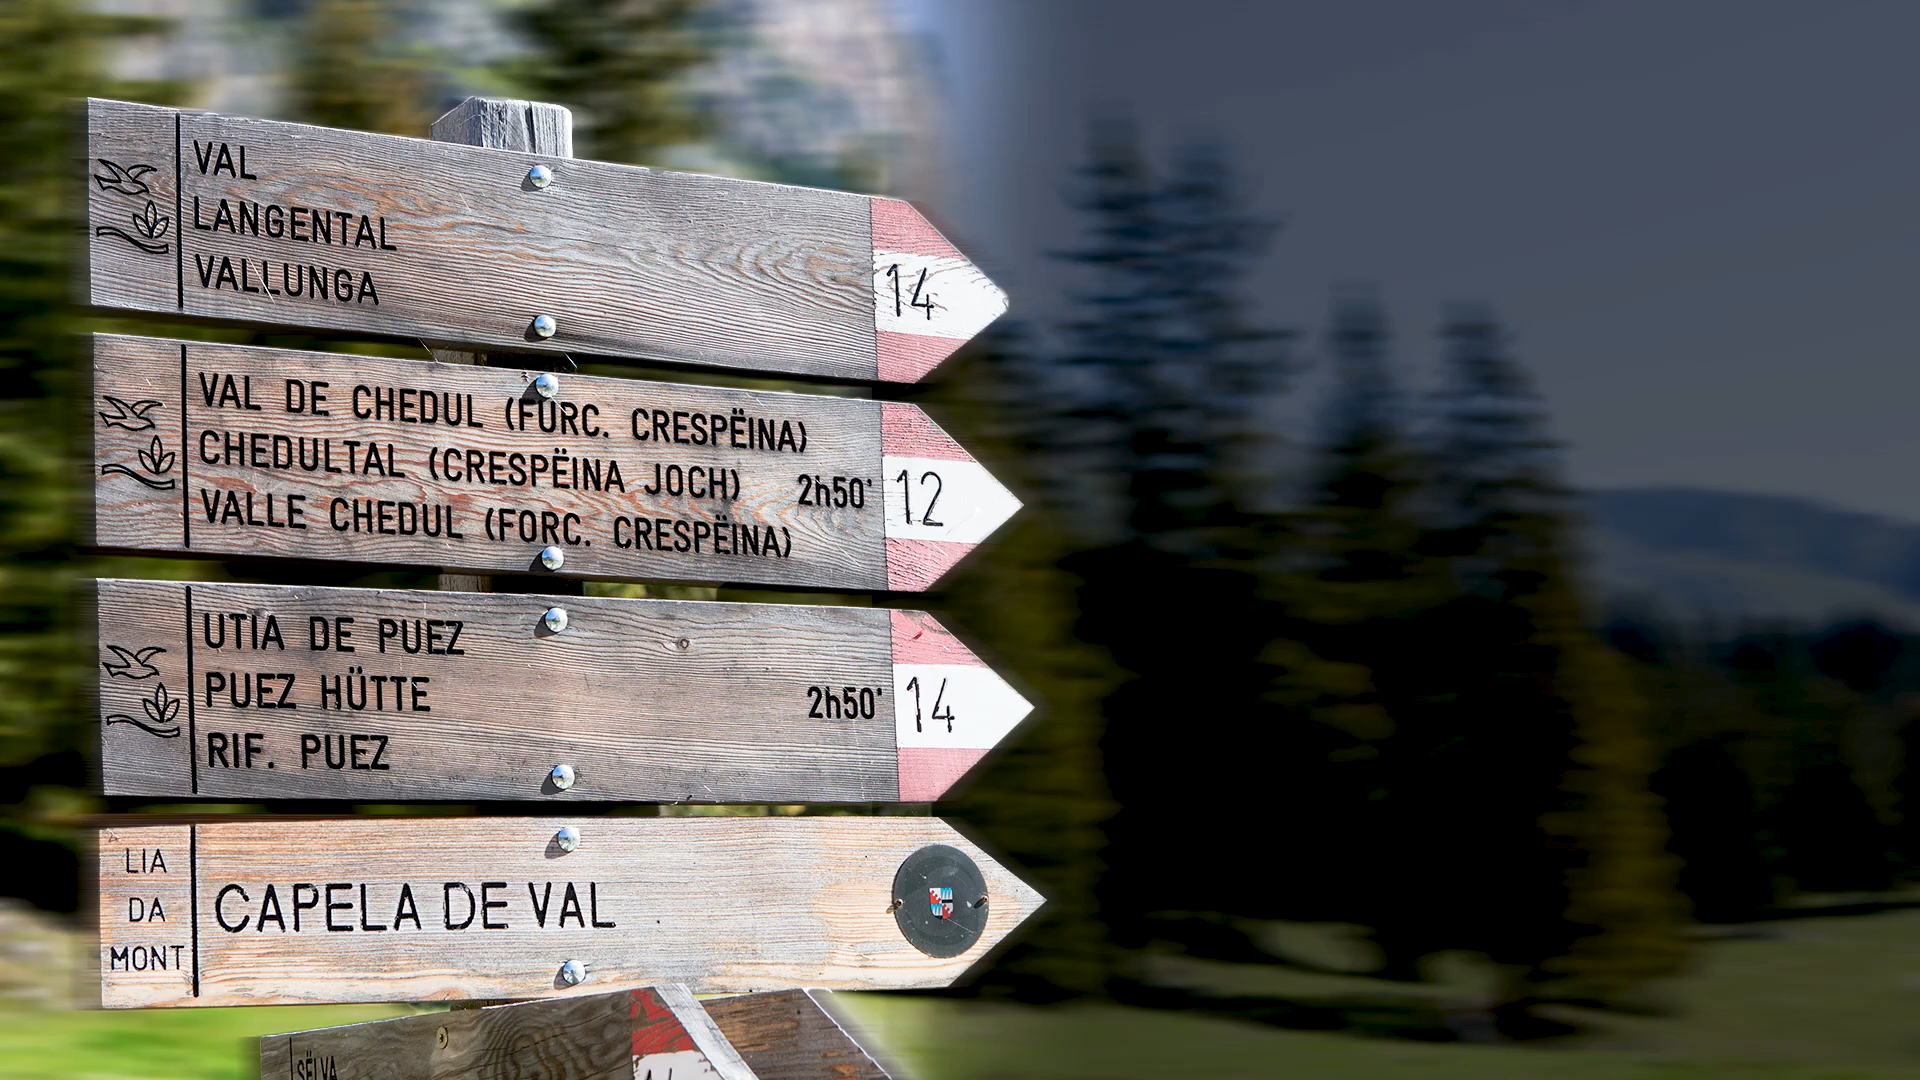 VAL
LANGENTAL
VALLUNGA
14
VAL DE CHEDUL (FURC. CRESPËINA)
CHEDULTAL (CRESPËINA JOCH) 2h50'
VALLE CHEDUL (FORC. CRESPËINA)
12
UTIA DE PUEZ
PUEZ HÜTTE
RIF. PUEZ
2h50'
14
LIA
DA
MONT
CAPELA DE VAL
SËLVA